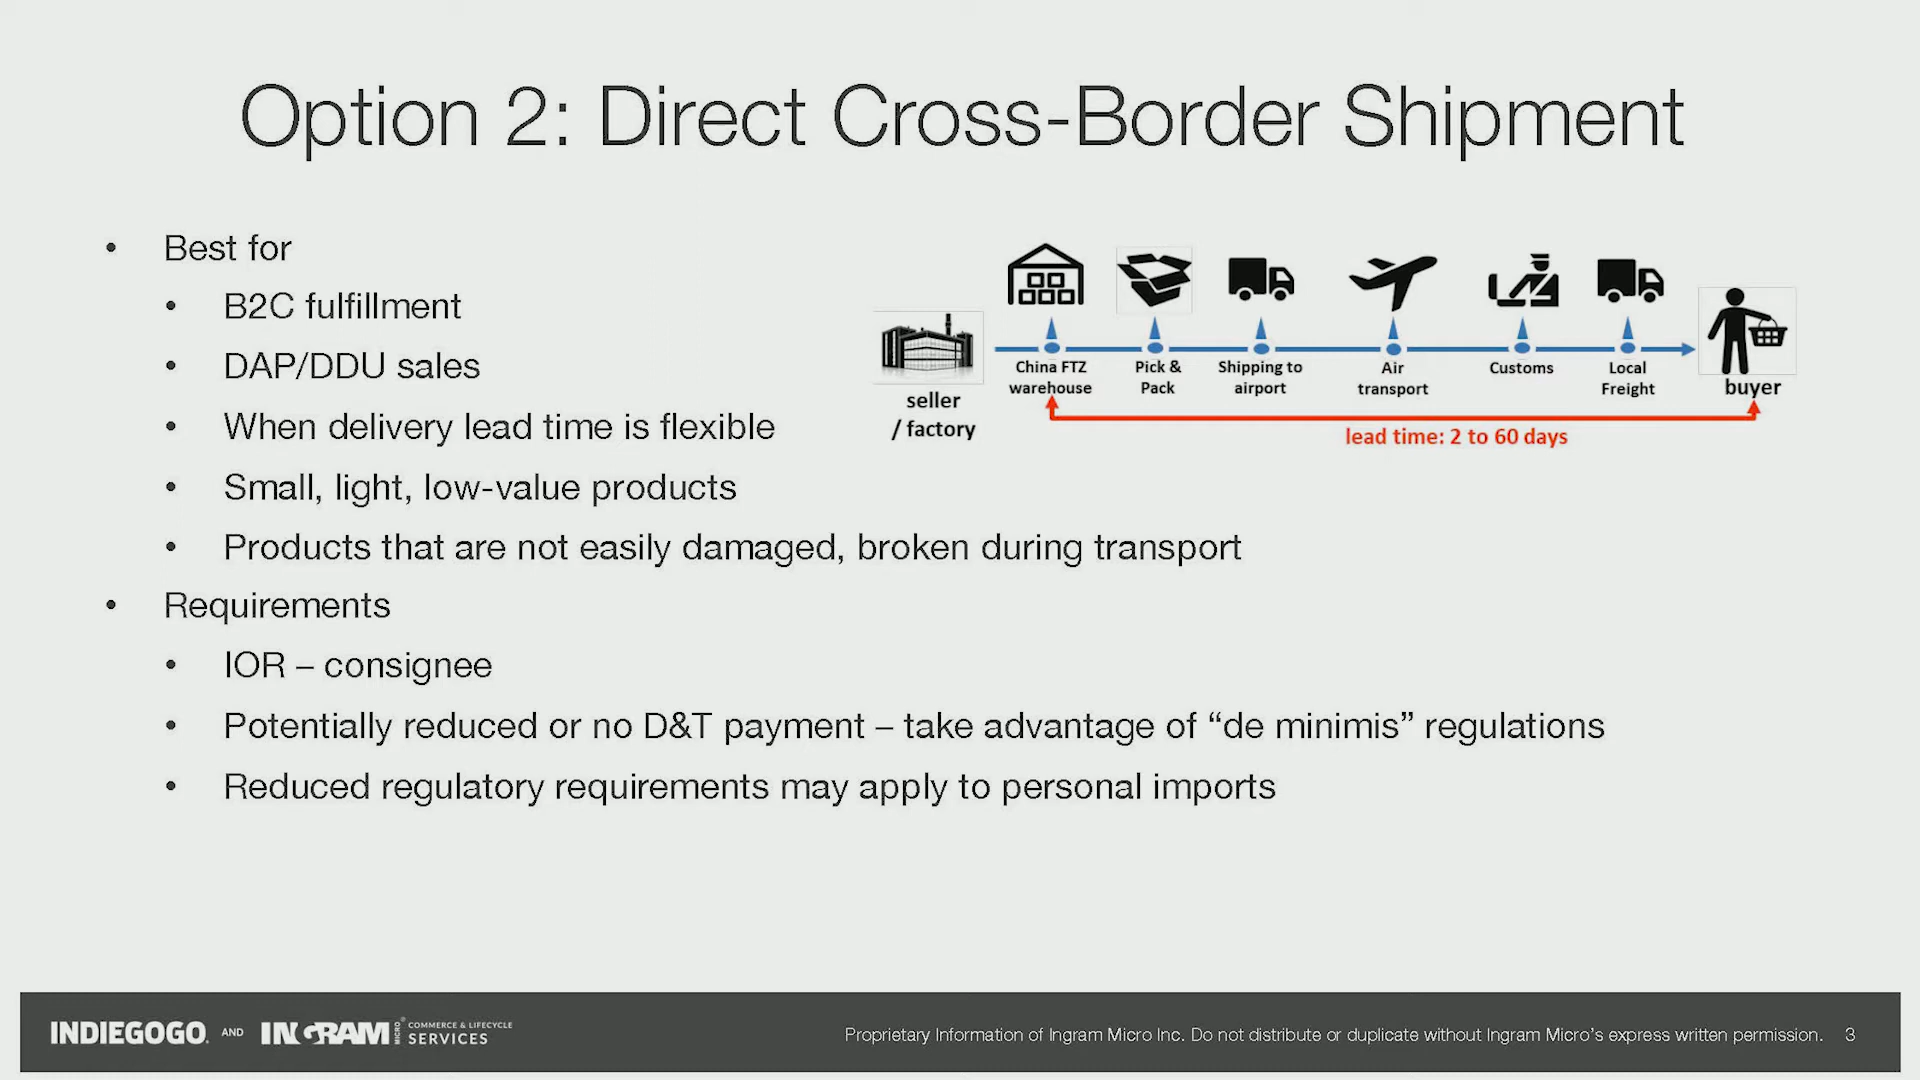 Option 2: Direct Cross-Border Shipment
• Best for
• B2C fulfillment
• DAP/DDU sales
• When delivery lead time is flexible
• Small, light, low-value products
• Products that are not easily damaged, broken during transport
• Requirements
• IOR – consignee
• Potentially reduced or no D&T payment – take advantage of “de minimis” regulations
• Reduced regulatory requirements may apply to personal imports
seller
/ factory
China FTZ
warehouse
Pick &
Pack
Shipping to
airport
Air
transport
Customs
Local
Freight
buyer
lead time: 2 to 60 days
INDIEGOGO. AND INGRAM MICRO® COMMERCE & LIFECYCLE
SERVICES
Proprietary Information of Ingram Micro Inc. Do not distribute or duplicate without Ingram Micro’s express written permission. 3